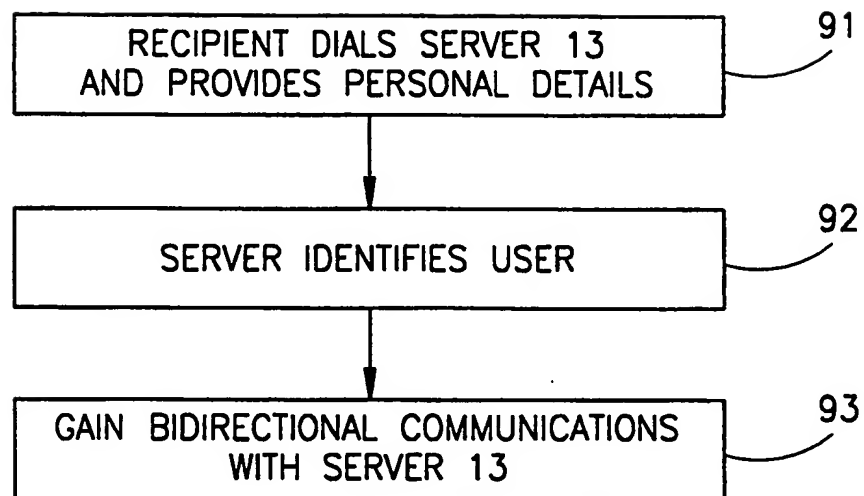 RECIPIENT DIALS SERVER 13
AND PROVIDES PERSONAL DETAILS
91
SERVER IDENTIFIES USER
92
GAIN BIDIRECTIONAL COMMUNICATIONS
WITH SERVER 13
93